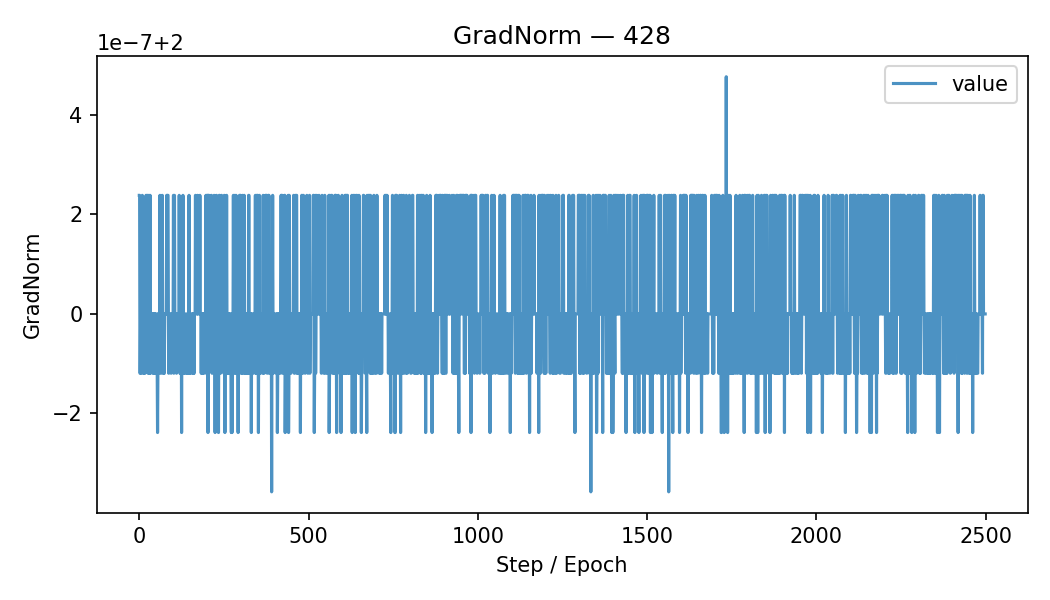 GradNorm — 428
1e−7+2
value
4
2
0
−2
GradNorm
0
500
1000
1500
2000
2500
Step / Epoch